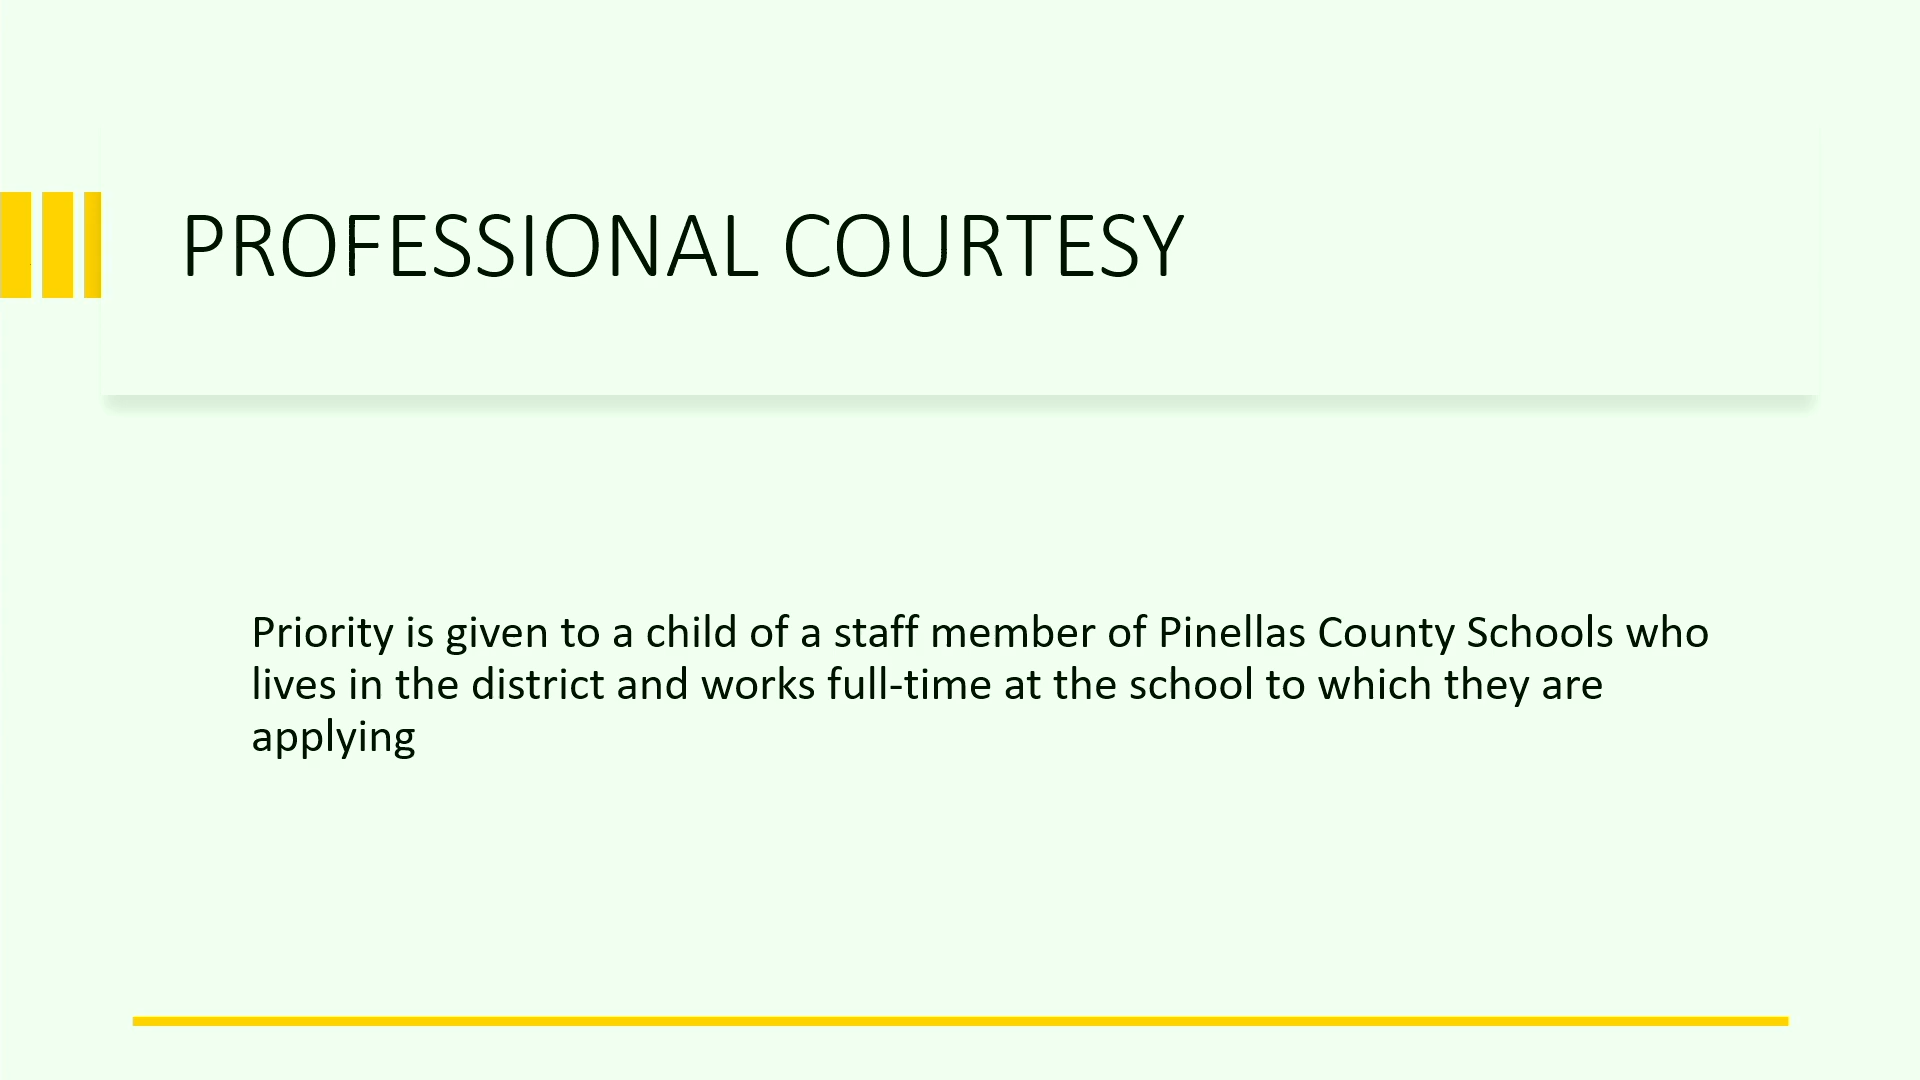 PROFESSIONAL COURTESY
Priority is given to a child of a staff member of Pinellas County Schools who
lives in the district and works full-time at the school to which they are
applying